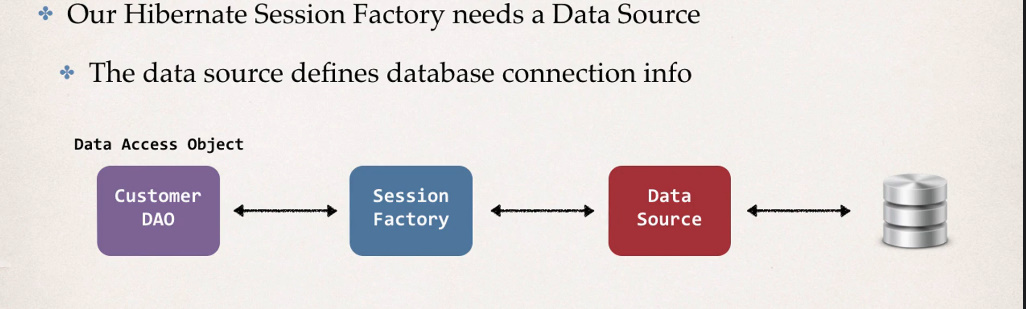 Our Hibernate Session Factory needs a Data Source
The data source defines database connection info
Data Access Object
Customer
DAO
Session
Factory
Data
Source